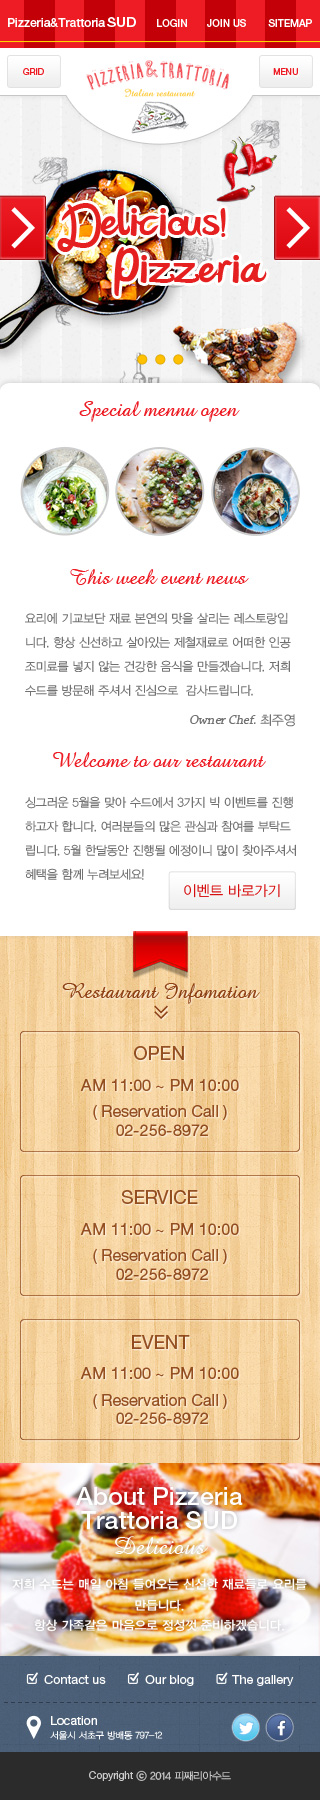 Pizzeria&Trattoria SUD LOGIN JOIN US SITEMAP
GRID
PIZZERIA&TRATTORIA
Italian restaurant
MENU
Delicious!
Pizzeria
Special mennu open
This week event news
요리에 기교보단 재료 본연의 맛을 살리는 레스토랑입
니다. 항상 신선하고 살아있는 제철재료로 어떠한 인공
조미료를 넣지 않는 건강한 음식을 만들겠습니다. 저희
수드를 방문해 주셔서 진심으로 감사드립니다.
Owner Chef. 최주영
Welcome to our restaurant
싱그러운 5월을 맞아 수드에서 3가지 빅 이벤트를 진행
하고자 합니다. 여러분들의 많은 관심과 참여를 부탁드
립니다. 5월 한달동안 진행될 예정이니 많이 찾아주셔서
혜택을 함께 누려보세요!
이벤트 바로가기
Restaurant Infomation
OPEN
AM 11:00 ~ PM 10:00
( Reservation Call )
02-256-8972
SERVICE
AM 11:00 ~ PM 10:00
( Reservation Call )
02-256-8972
EVENT
AM 11:00 ~ PM 10:00
( Reservation Call )
02-256-8972
About Pizzeria
Trattoria SUD
Delicious
저희 수드는 매일 아침 들어오는 신선한 재료들로 요리를
만듭니다.
항상 가족같은 마음으로 정성껏 준비하겠습니다.
Contact us Our blog The gallery
Location
서울시 서초구 방배동 797-12
Copyright ⓒ 2014 피째리아수드